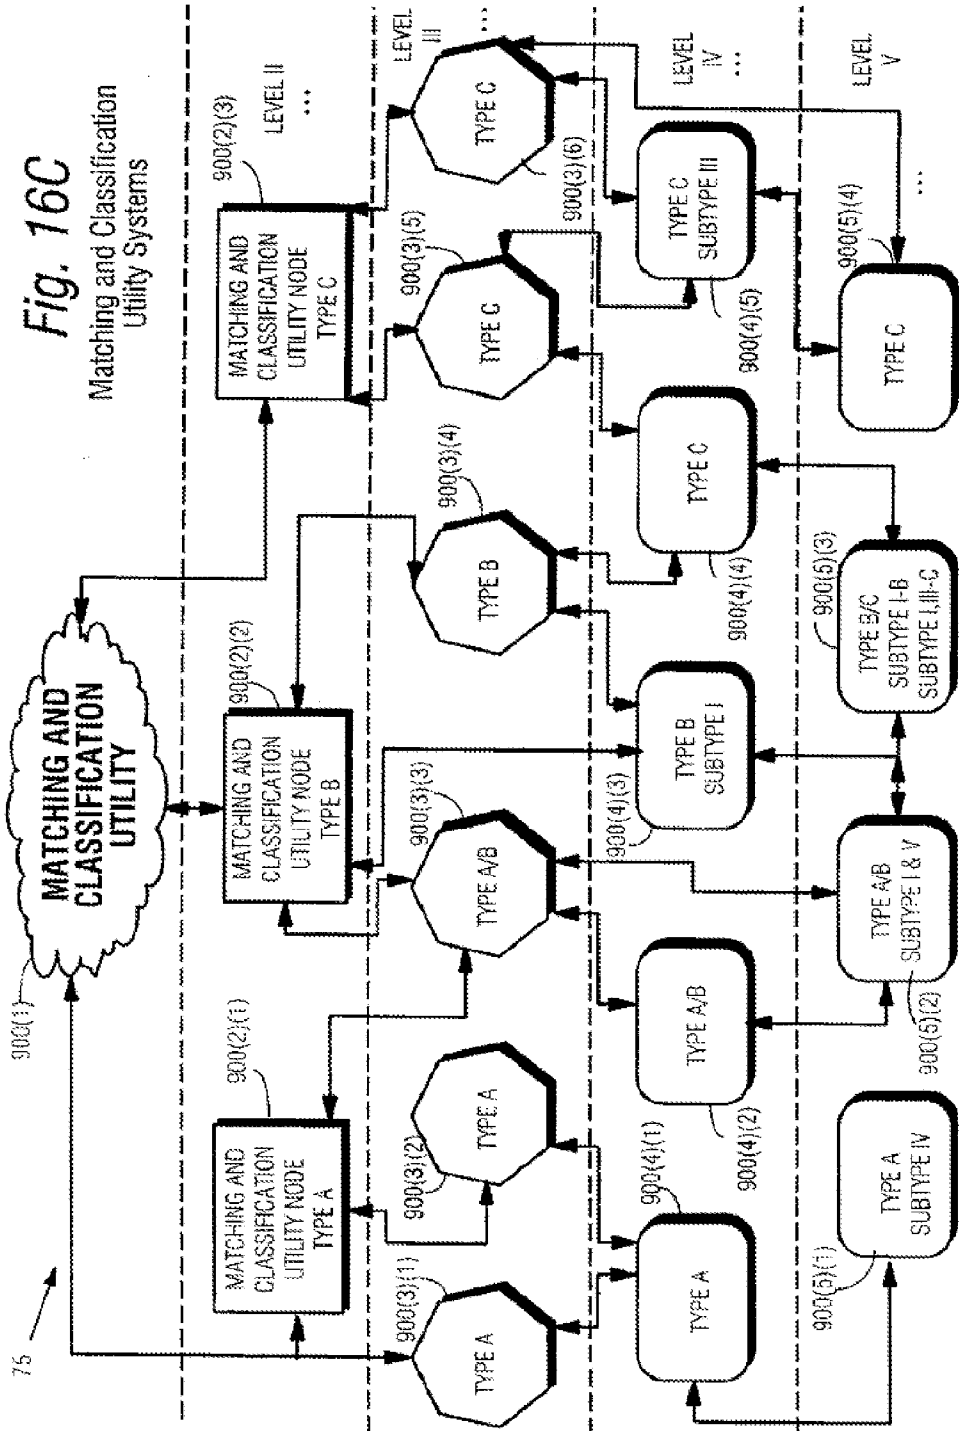 Fig. 16C
Matching and Classification
Utility Systems
75
900(1)
MATCHING AND
CLASSIFICATION
UTILITY
LEVEL II
...
900(2)(1)
MATCHING AND
CLASSIFICATION
UTILITY NODE
TYPE A
900(2)(2)
MATCHING AND
CLASSIFICATION
UTILITY NODE
TYPE B
900(2)(3)
MATCHING AND
CLASSIFICATION
UTILITY NODE
TYPE C
LEVEL
III
...
900(3)(1)
TYPE A
900(3)(2)
TYPE A
900(3)(3)
TYPE A/B
900(3)(4)
TYPE B
900(3)(5)
TYPE C
900(3)(6)
TYPE C
LEVEL
IV
...
900(4)(1)
TYPE A
900(4)(2)
TYPE A/B
900(4)(3)
TYPE B
SUBTYPE I
900(4)(4)
TYPE C
900(4)(5)
TYPE C
SUBTYPE III
LEVEL
V
...
900(5)(1)
TYPE A
SUBTYPE IV
900(5)(2)
TYPE A/B
SUBTYPE I & V
900(5)(3)
TYPE B/C
SUBTYPE I-B
SUBTYPE I,III-C
900(5)(4)
TYPE C